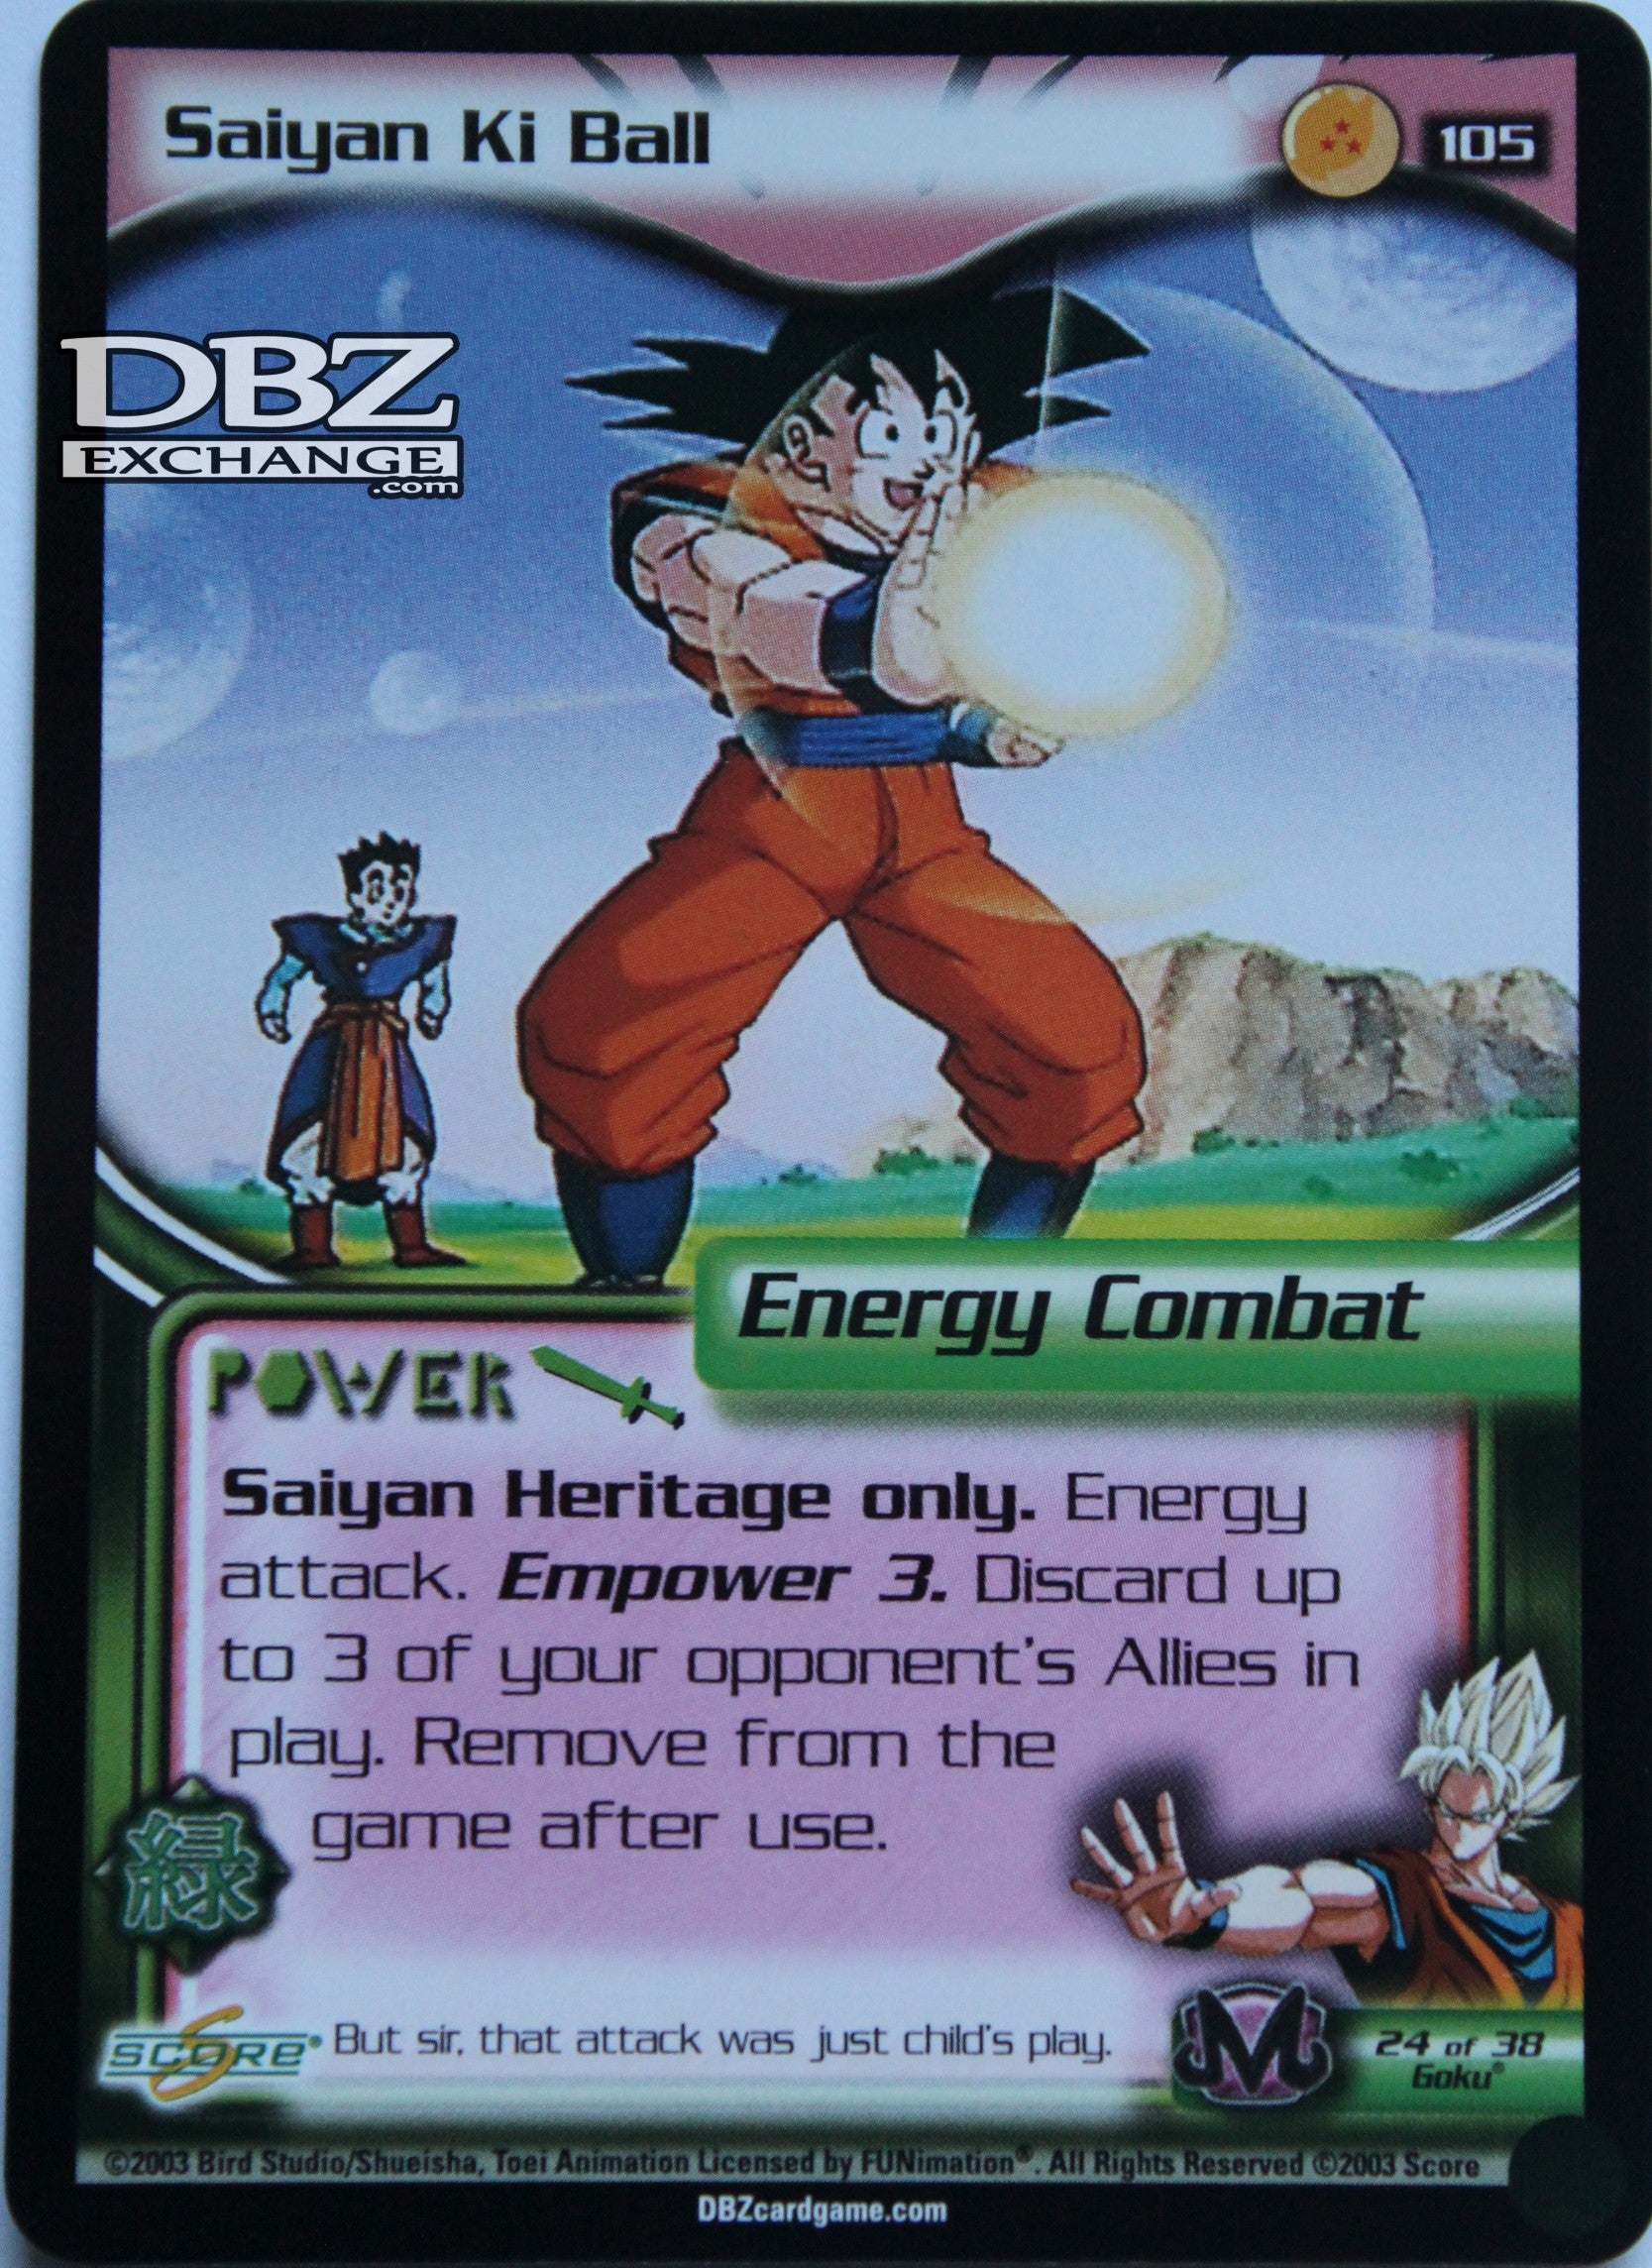 Saiyan Ki Ball
105
DBZ
EXCHANGE
.com
Energy Combat
POWER
Saiyan Heritage only. Energy
attack. Empower 3. Discard up
to 3 of your opponent's Allies in
play. Remove from the
game after use.
緑
SCORE® But sir, that attack was just child's play.
M
24 of 38
Goku®
©2003 Bird Studio/Shueisha, Toei Animation Licensed by FUNimation®. All Rights Reserved ©2003 Score
DBZcardgame.com